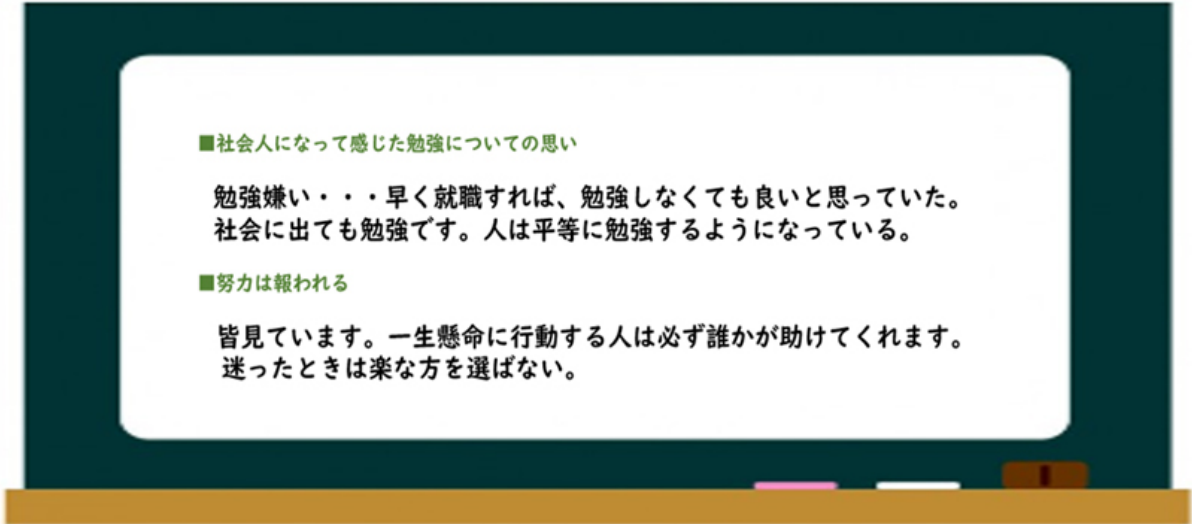 ■社会人になって感じた勉強についての思い
勉強嫌い・・・早く就職すれば、勉強しなくても良いと思っていた。
社会に出ても勉強です。人は平等に勉強するようになっている。
■努力は報われる
皆見ています。一生懸命に行動する人は必ず誰かが助けてくれます。
迷ったときは楽な方を選ばない。